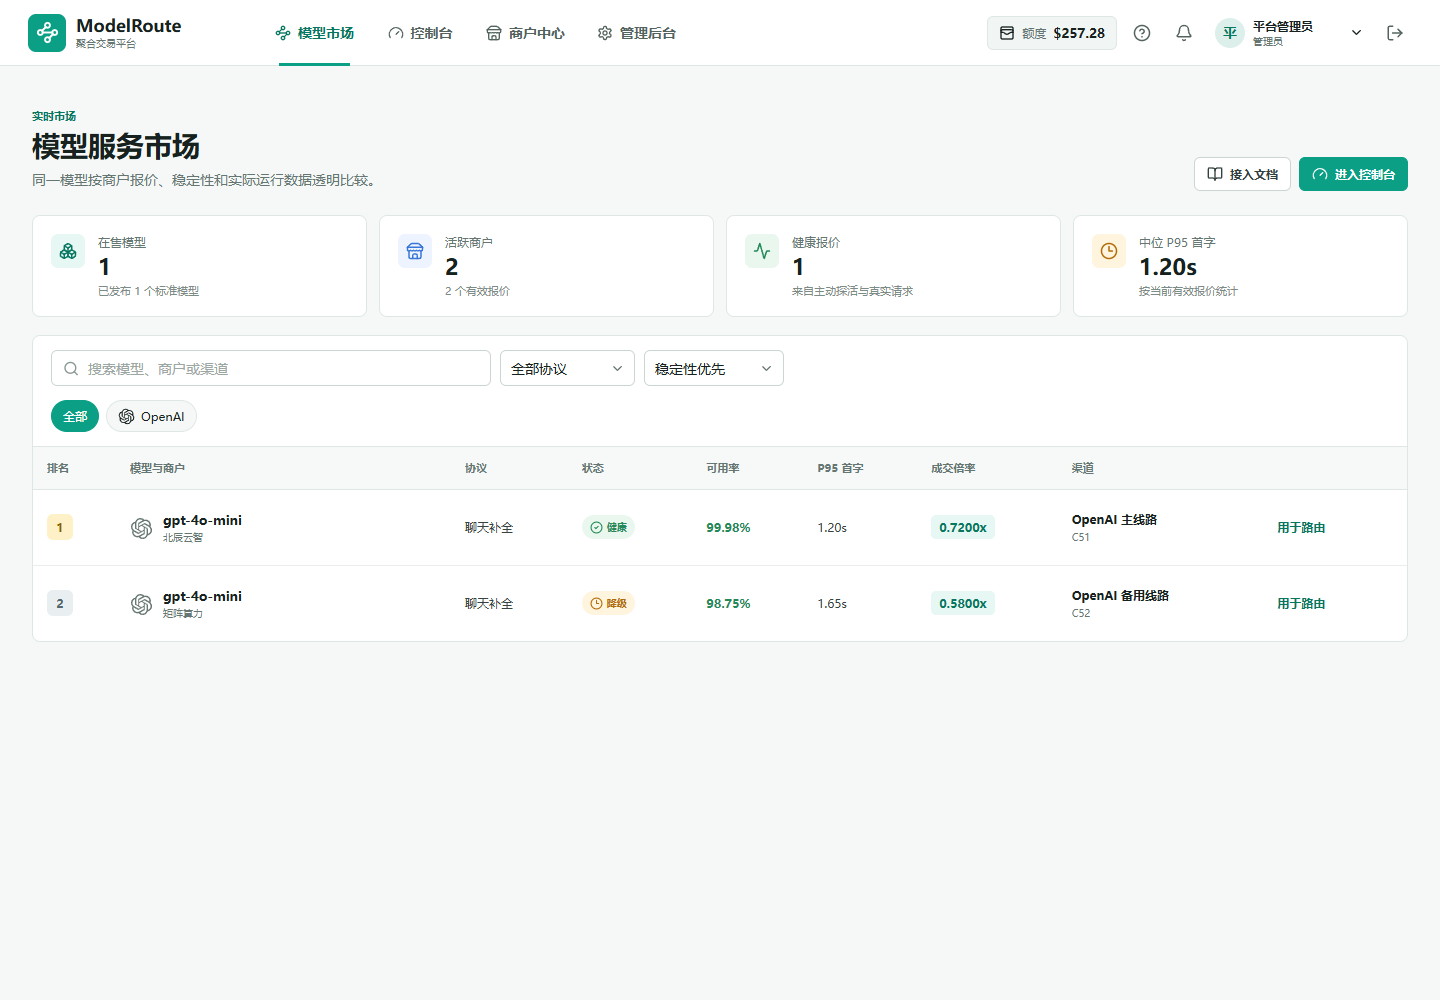 ModelRoute
聚合交易平台
模型市场
控制台
商户中心
管理后台
额度 $257.28
平
平台管理员
管理员
实时市场
模型服务市场
同一模型按商户报价、稳定性和实际运行数据透明比较。
接入文档
进入控制台
在售模型
1
已发布 1 个标准模型
活跃商户
2
2 个有效报价
健康报价
1
来自主动探活与真实请求
中位 P95 首字
1.20s
按当前有效报价统计
搜索模型、商户或渠道
全部协议
稳定性优先
全部
OpenAI
排名 模型与商户 协议 状态 可用率 P95 首字 成交倍率 渠道
1 gpt-4o-mini 聊天补全 健康 99.98% 1.20s 0.7200x OpenAI 主线路 用于路由
北辰云智 C51
2 gpt-4o-mini 聊天补全 降级 98.75% 1.65s 0.5800x OpenAI 备用线路 用于路由
矩阵算力 C52